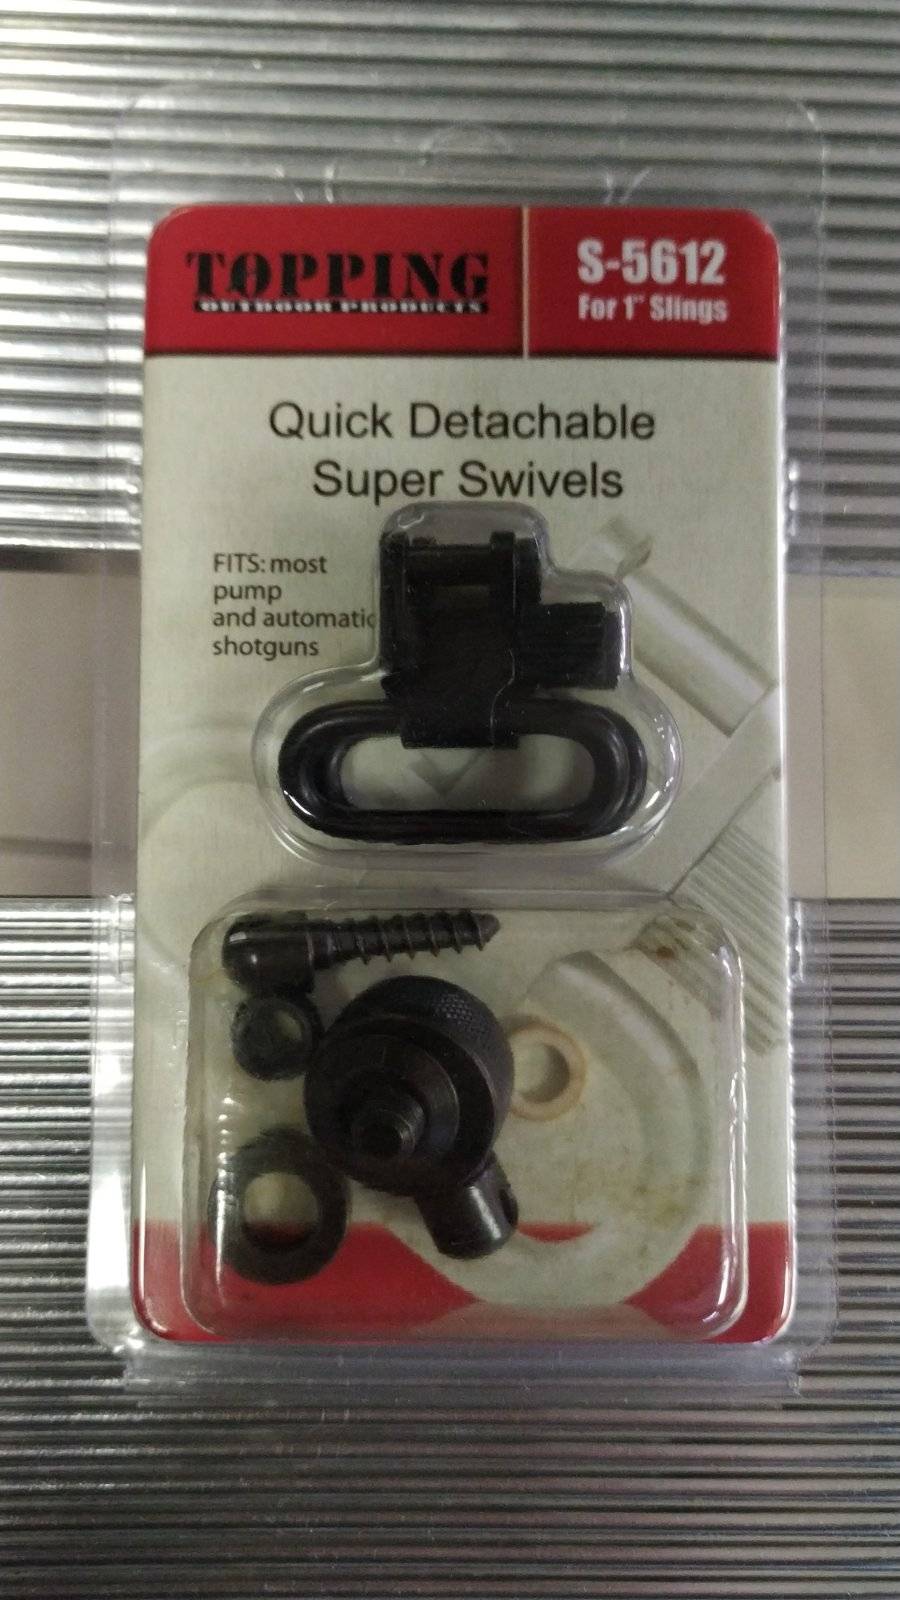 TOPPING
OUTDOOR PRODUCTS
S-5612
For 1" Slings
Quick Detachable
Super Swivels
FITS: most
pump
and automatic
shotguns